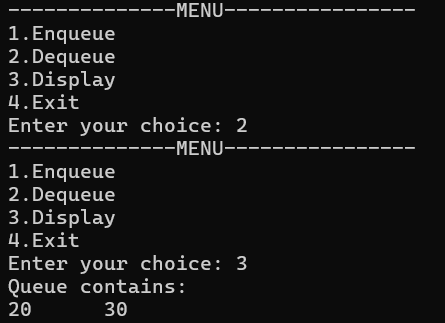 --------------MENU----------------
1.Enqueue
2.Dequeue
3.Display
4.Exit
Enter your choice: 2
--------------MENU----------------
1.Enqueue
2.Dequeue
3.Display
4.Exit
Enter your choice: 3
Queue contains:
20      30